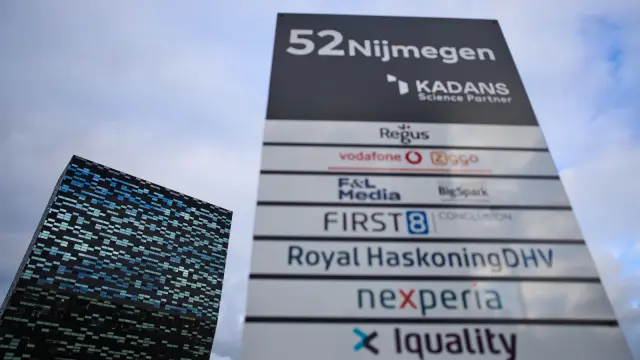 52Nijmegen
KADANS
Science Partner
Regus
vodafone Ziggo
F&L Media BigSpark
FIRST8 CONCLUSION
Royal HaskoningDHV
nexperia
Iquality